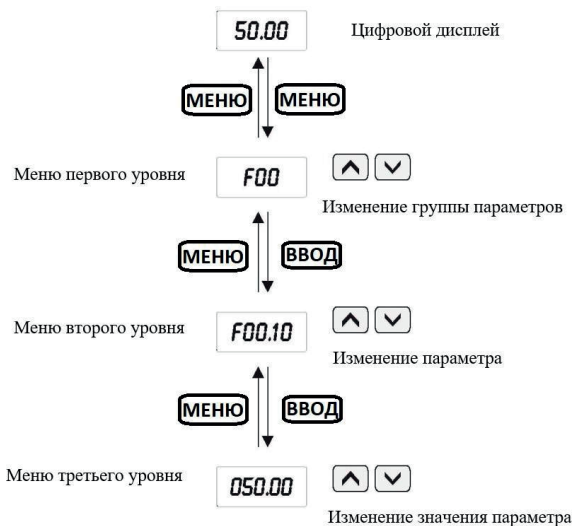 50.00 Цифровой дисплей
МЕНЮ МЕНЮ
Меню первого уровня F00
Изменение группы параметров
МЕНЮ ВВОД
Меню второго уровня F00.10
Изменение параметра
МЕНЮ ВВОД
Меню третьего уровня 050.00
Изменение значения параметра